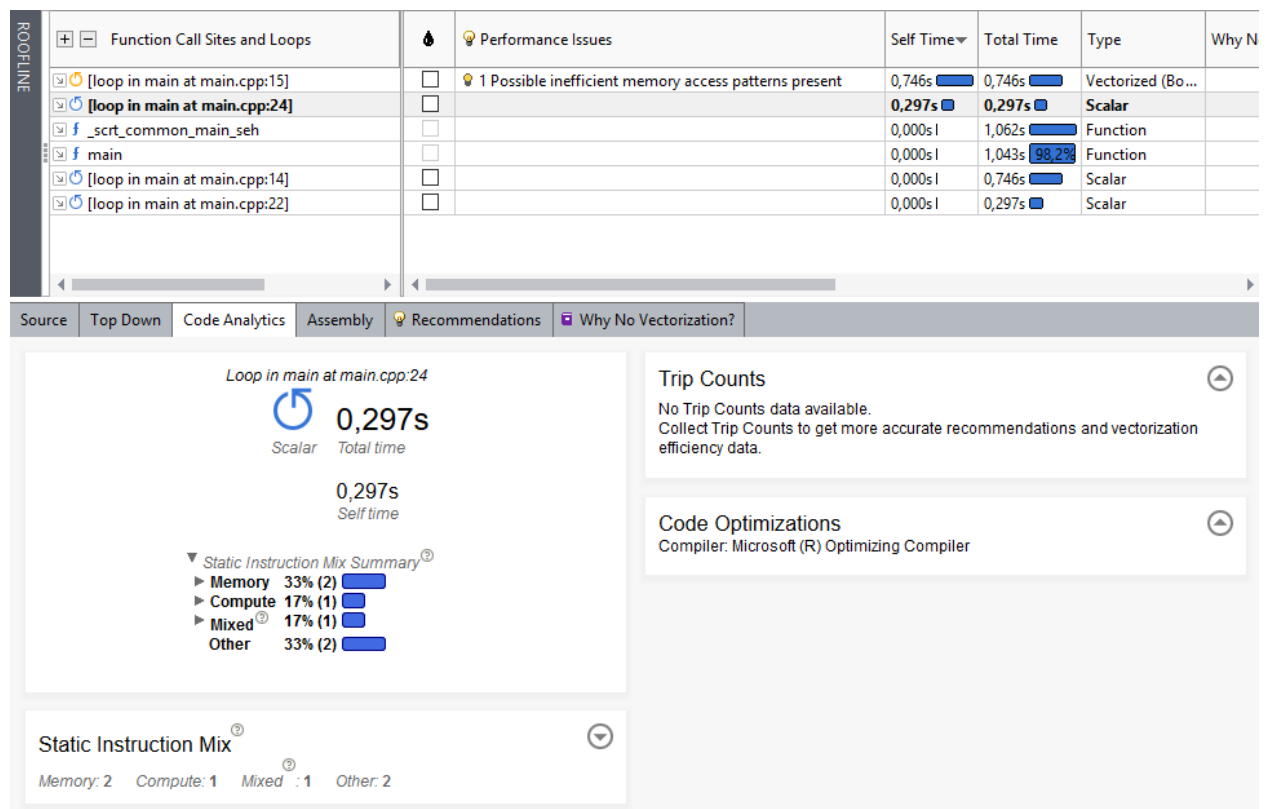 ROOFLINE
+ − Function Call Sites and Loops Performance Issues Self Time Total Time Type Why N
[loop in main at main.cpp:15] 1 Possible inefficient memory access patterns present 0,746s 0,746s Vectorized (Bo...
[loop in main at main.cpp:24] 0,297s 0,297s Scalar
f _scrt_common_main_seh 0,000s 1,062s Function
f main 0,000s 1,043s 98,2% Function
[loop in main at main.cpp:14] 0,000s 0,746s Scalar
[loop in main at main.cpp:22] 0,000s 0,297s Scalar
Source Top Down Code Analytics Assembly Recommendations Why No Vectorization?
Loop in main at main.cpp:24
0,297s
Scalar Total time
0,297s
Self time
Static Instruction Mix Summary ?
Memory 33% (2)
Compute 17% (1)
Mixed ? 17% (1)
Other 33% (2)
Static Instruction Mix ?
Memory: 2 Compute: 1 Mixed ? : 1 Other: 2
Trip Counts
No Trip Counts data available.
Collect Trip Counts to get more accurate recommendations and vectorization
efficiency data.
Code Optimizations
Compiler: Microsoft (R) Optimizing Compiler